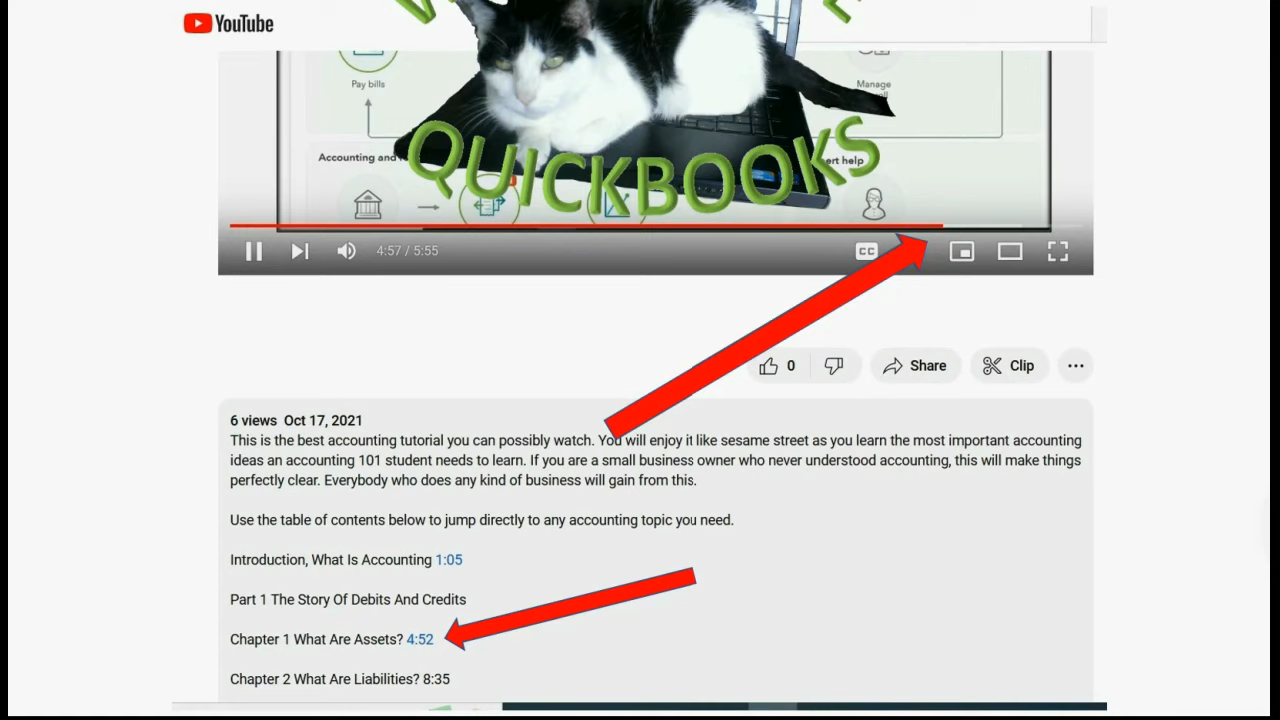 YouTube
Pay bills
Manage
Accounting and
QUICKBOOKS
ert help
4:57 / 5:55
CC
0
Share
Clip
6 views Oct 17, 2021
This is the best accounting tutorial you can possibly watch. You will enjoy it like sesame street as you learn the most important accounting
ideas an accounting 101 student needs to learn. If you are a small business owner who never understood accounting, this will make things
perfectly clear. Everybody who does any kind of business will gain from this.
Use the table of contents below to jump directly to any accounting topic you need.
Introduction, What Is Accounting 1:05
Part 1 The Story Of Debits And Credits
Chapter 1 What Are Assets? 4:52
Chapter 2 What Are Liabilities? 8:35